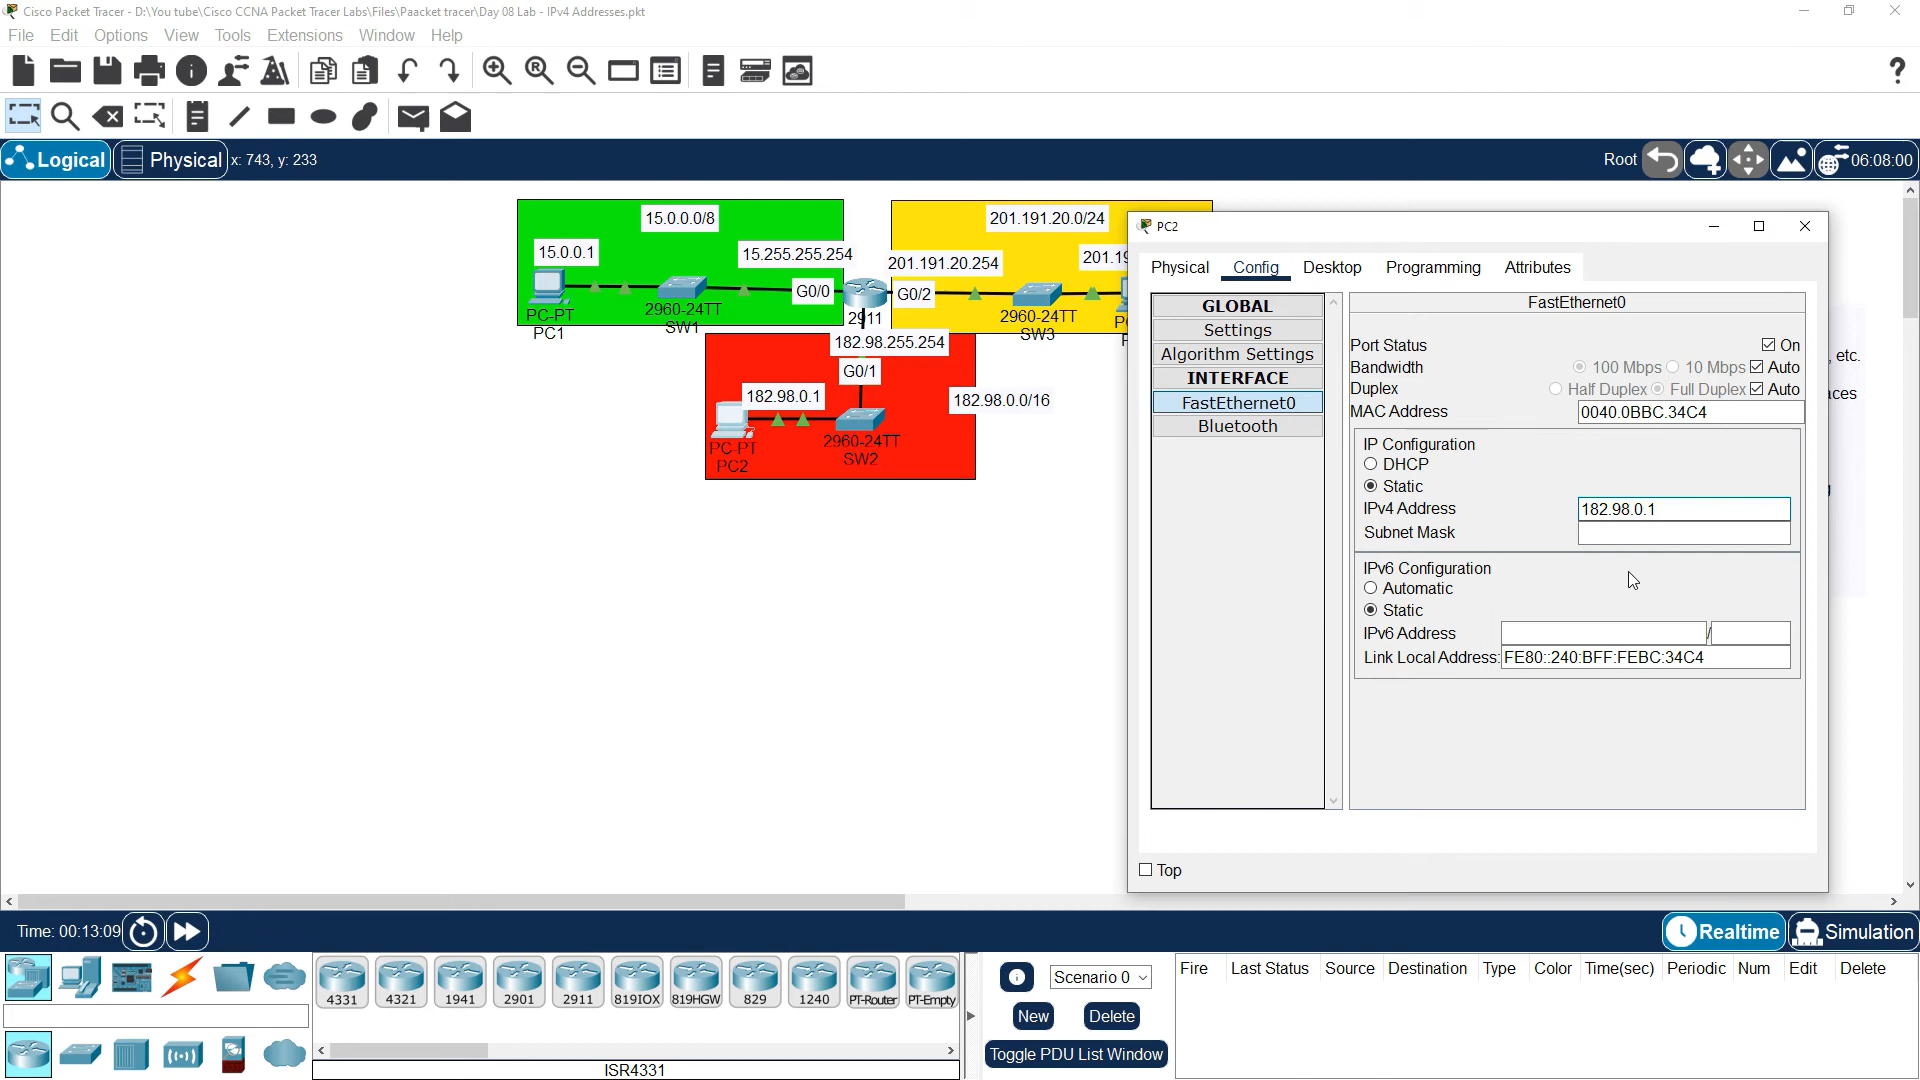 Cisco Packet Tracer - D:\You tube\Cisco CCNA Packet Tracer Labs\Files\Paacket tracer\Day 08 Lab - IPv4 Addresses.pkt
File Edit Options View Tools Extensions Window Help
Logical Physical x: 743, y: 233 Root 06:08:00
15.0.0.0/8
201.191.20.0/24
15.0.0.1
15.255.255.254
201.191.20.254
201.19
G0/0
G0/2
PC-PT
PC1
2960-24TT
SW1
2911
2960-24TT
SW3
182.98.255.254
G0/1
182.98.0.1
182.98.0.0/16
PC-PT
PC2
2960-24TT
SW2
PC2
Physical Config Desktop Programming Attributes
GLOBAL
Settings
Algorithm Settings
INTERFACE
FastEthernet0
Bluetooth
FastEthernet0
Port Status On
Bandwidth 100 Mbps 10 Mbps Auto
Duplex Half Duplex Full Duplex Auto
MAC Address 0040.0BBC.34C4
IP Configuration
DHCP
Static
IPv4 Address 182.98.0.1
Subnet Mask
IPv6 Configuration
Automatic
Static
IPv6 Address /
Link Local Address: FE80::240:BFF:FEBC:34C4
Top
, etc.
aces
Time: 00:13:09 Realtime Simulation
4331 4321 1941 2901 2911 819IOX 819HGW 829 1240 PT-Router PT-Empty
ISR4331
Scenario 0
New Delete
Toggle PDU List Window
Fire Last Status Source Destination Type Color Time(sec) Periodic Num Edit Delete